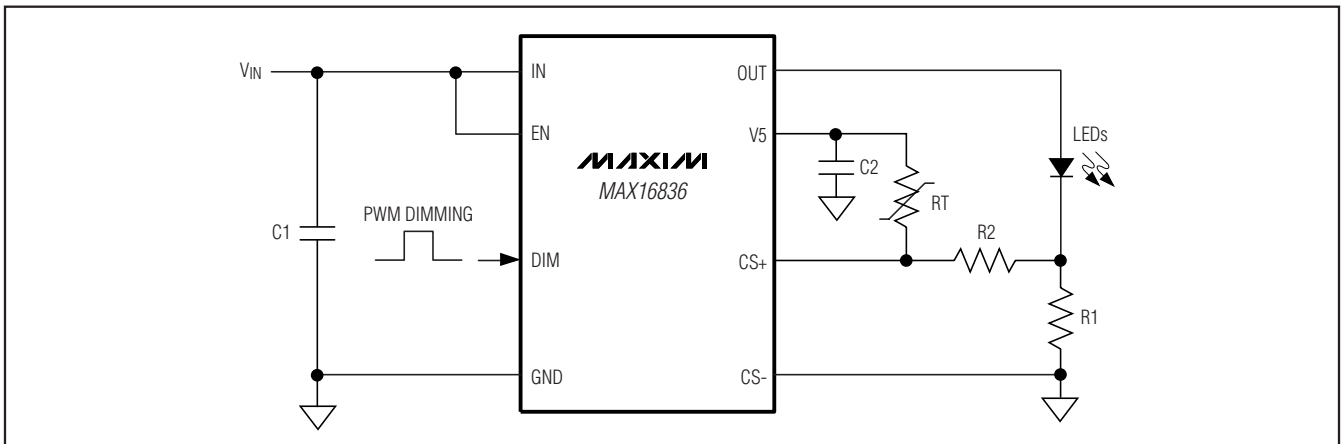 VIN
IN
OUT
EN
V5
LEDs
MAXIM
MAX16836
C2
RT
PWM DIMMING
C1
R2
DIM
CS+
R1
GND
CS-